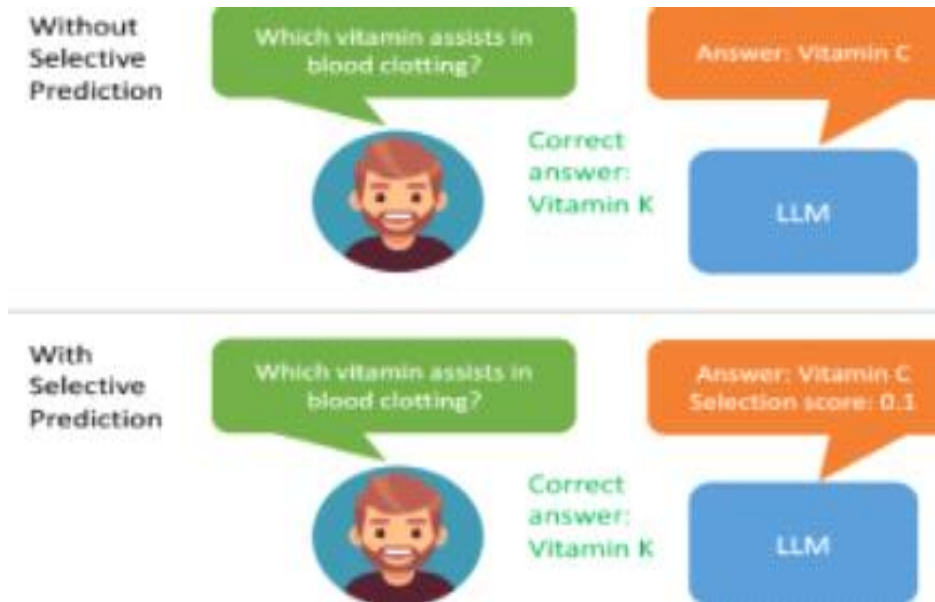 Without
Selective
Prediction
Which vitamin assists in
blood clotting?
Answer: Vitamin C
Correct
answer:
Vitamin K
LLM
With
Selective
Prediction
Which vitamin assists in
blood clotting?
Answer: Vitamin C
Selection score: 0.1
Correct
answer:
Vitamin K
LLM